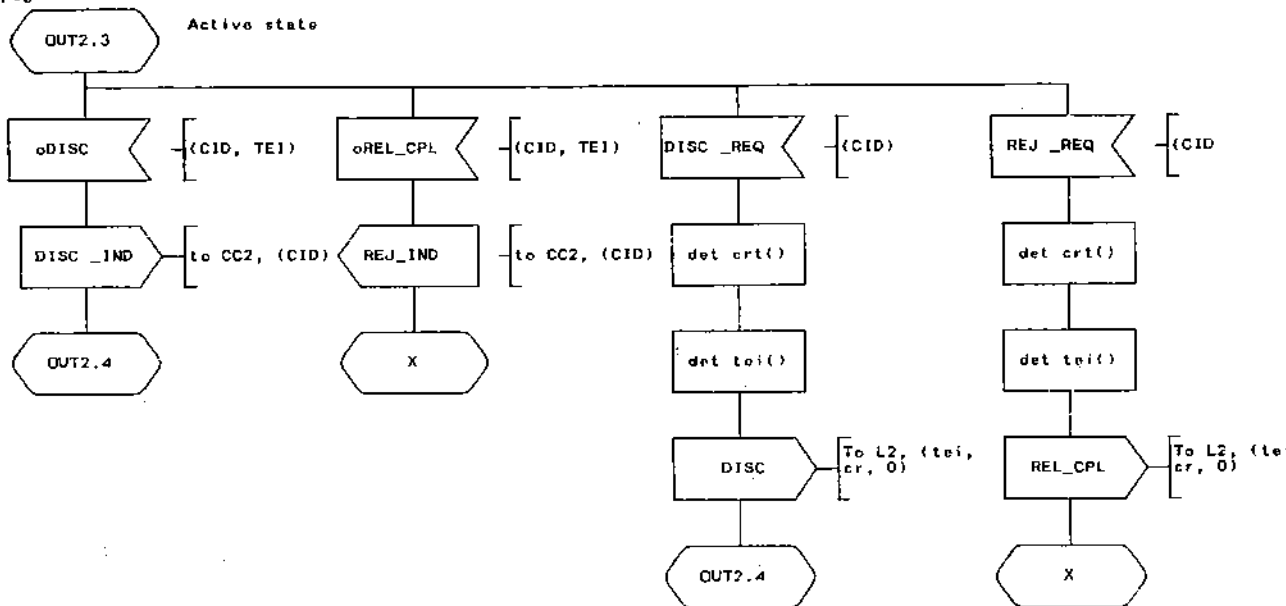 OUT2.3
Active state
oDISC
(CID, TEI)
oREL_CPL
(CID, TEI)
DISC _REQ
(CID)
REJ _REQ
(CID
DISC _IND
to CC2, (CID)
REJ_IND
to CC2, (CID)
det crt()
det crt()
OUT2.4
X
det tei()
det tei()
DISC
To L2, (tei,
cr, 0)
REL_CPL
To L2, (te
cr, 0)
OUT2.4
X